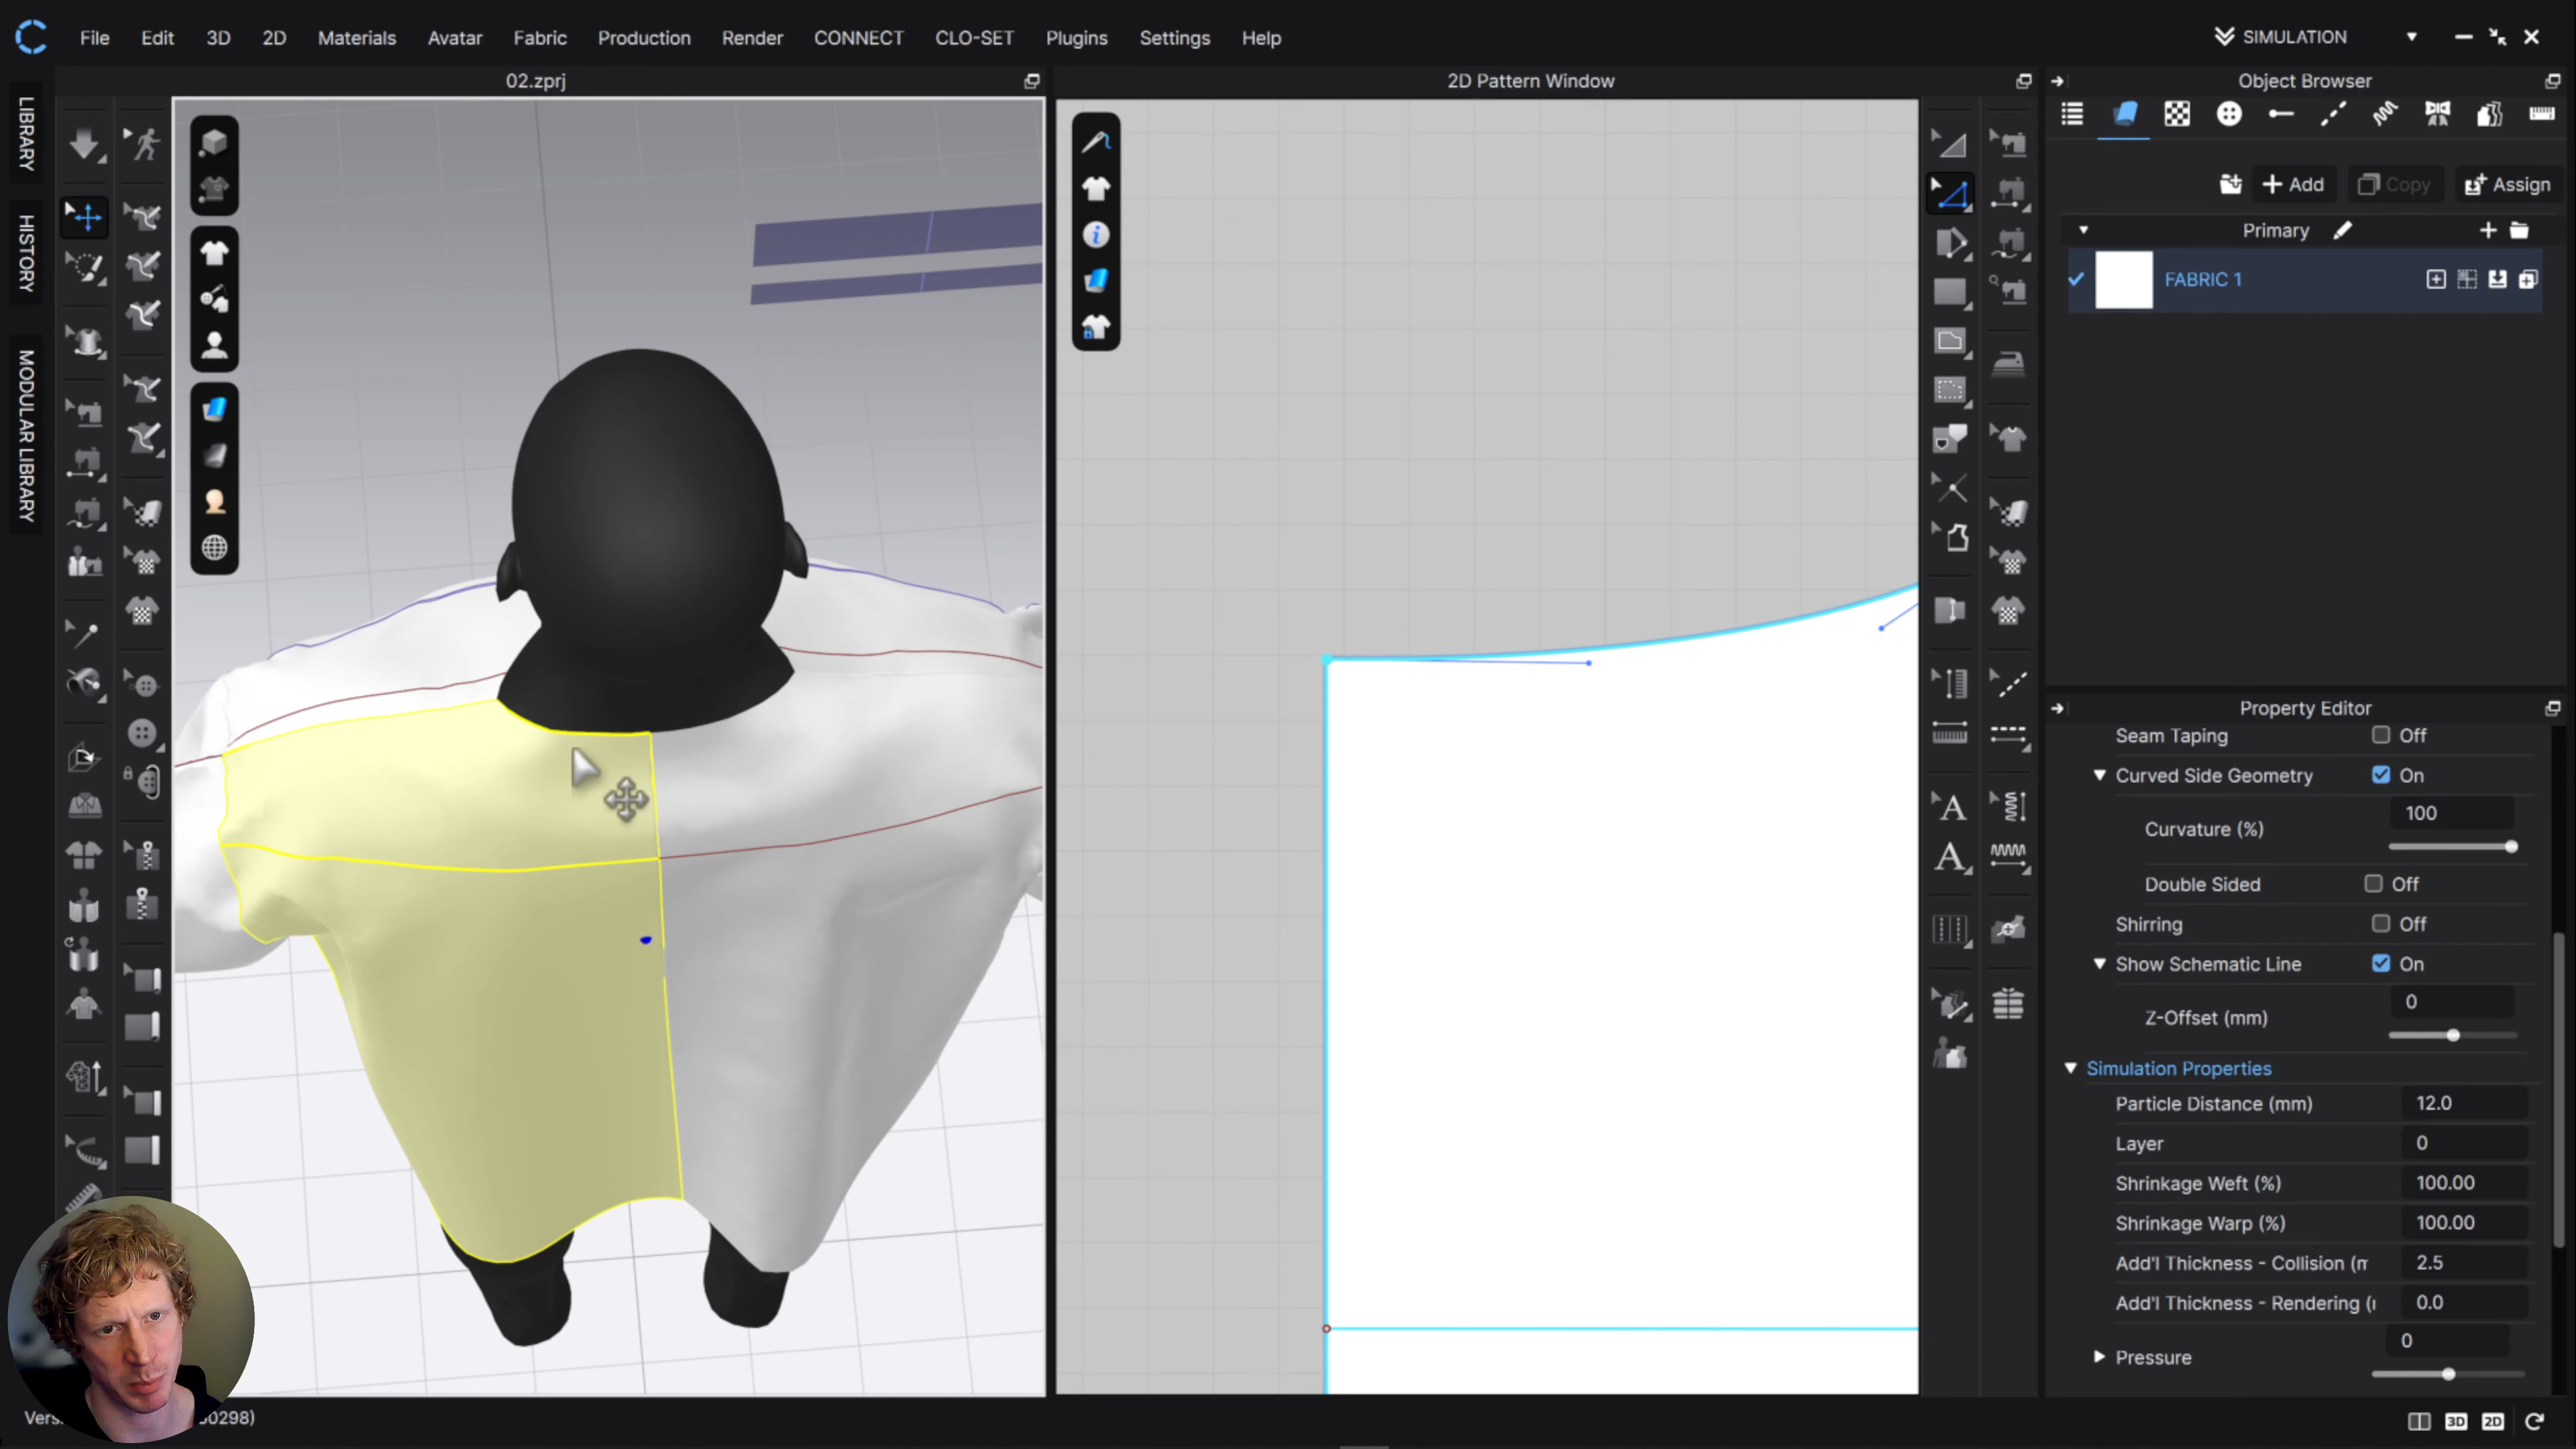 File Edit 3D 2D Materials Avatar Fabric Production Render CONNECT CLO-SET Plugins Settings Help
SIMULATION
02.zprj
2D Pattern Window
Object Browser
LIBRARY
HISTORY
MODULAR LIBRARY
Add
Copy
Assign
Primary
FABRIC 1
Property Editor
Seam Taping Off
Curved Side Geometry On
Curvature (%) 100
Double Sided Off
Shirring Off
Show Schematic Line On
Z-Offset (mm) 0
Simulation Properties
Particle Distance (mm) 12.0
Layer 0
Shrinkage Weft (%) 100.00
Shrinkage Warp (%) 100.00
Add'l Thickness - Collision (m 2.5
Add'l Thickness - Rendering (ı 0.0
Pressure 0
3D 2D